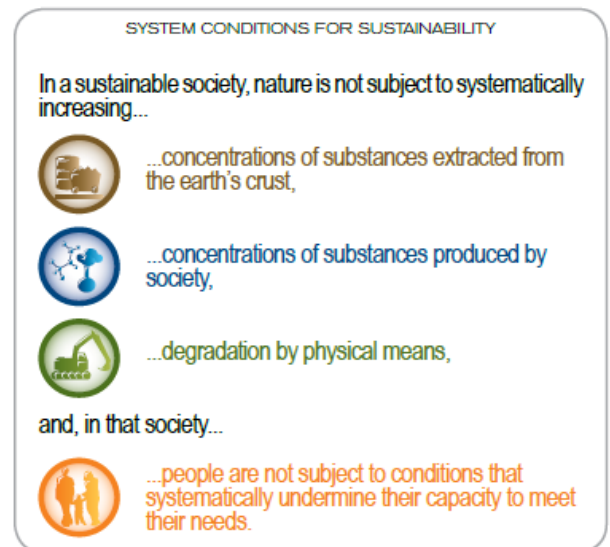 SYSTEM CONDITIONS FOR SUSTAINABILITY
In a sustainable society, nature is not subject to systematically
increasing...
...concentrations of substances extracted from
the earth's crust,
...concentrations of substances produced by
society,
...degradation by physical means,
and, in that society...
...people are not subject to conditions that
systematically undermine their capacity to meet
their needs.